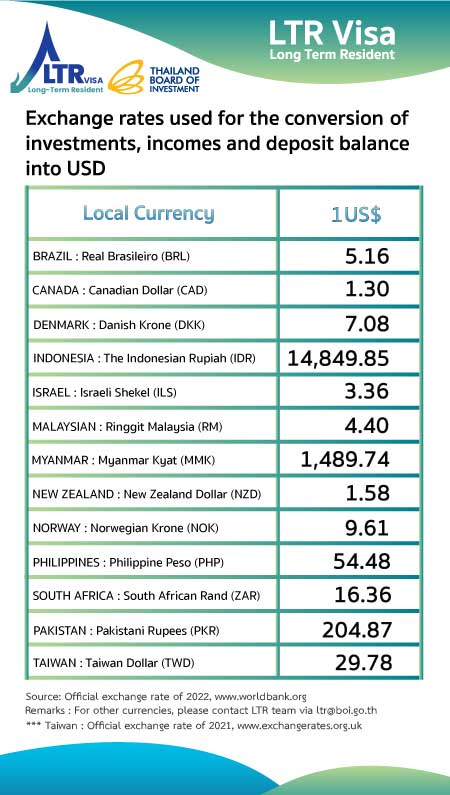 LTR Visa
Long Term Resident
LTR VISA
Long-Term Resident
THAILAND
BOARD OF
INVESTMENT
Exchange rates used for the conversion of
investments, incomes and deposit balance
into USD
Local Currency 1US$
BRAZIL : Real Brasileiro (BRL) 5.16
CANADA : Canadian Dollar (CAD) 1.30
DENMARK : Danish Krone (DKK) 7.08
INDONESIA : The Indonesian Rupiah (IDR) 14,849.85
ISRAEL : Israeli Shekel (ILS) 3.36
MALAYSIAN : Ringgit Malaysia (RM) 4.40
MYANMAR : Myanmar Kyat (MMK) 1,489.74
NEW ZEALAND : New Zealand Dollar (NZD) 1.58
NORWAY : Norwegian Krone (NOK) 9.61
PHILIPPINES : Philippine Peso (PHP) 54.48
SOUTH AFRICA : South African Rand (ZAR) 16.36
PAKISTAN : Pakistani Rupees (PKR) 204.87
TAIWAN : Taiwan Dollar (TWD) 29.78
Source: Official exchange rate of 2022, www.worldbank.org
Remarks : For other currencies, please contact LTR team via ltr@boi.go.th
*** Taiwan : Official exchange rate of 2021, www.exchangerates.org.uk